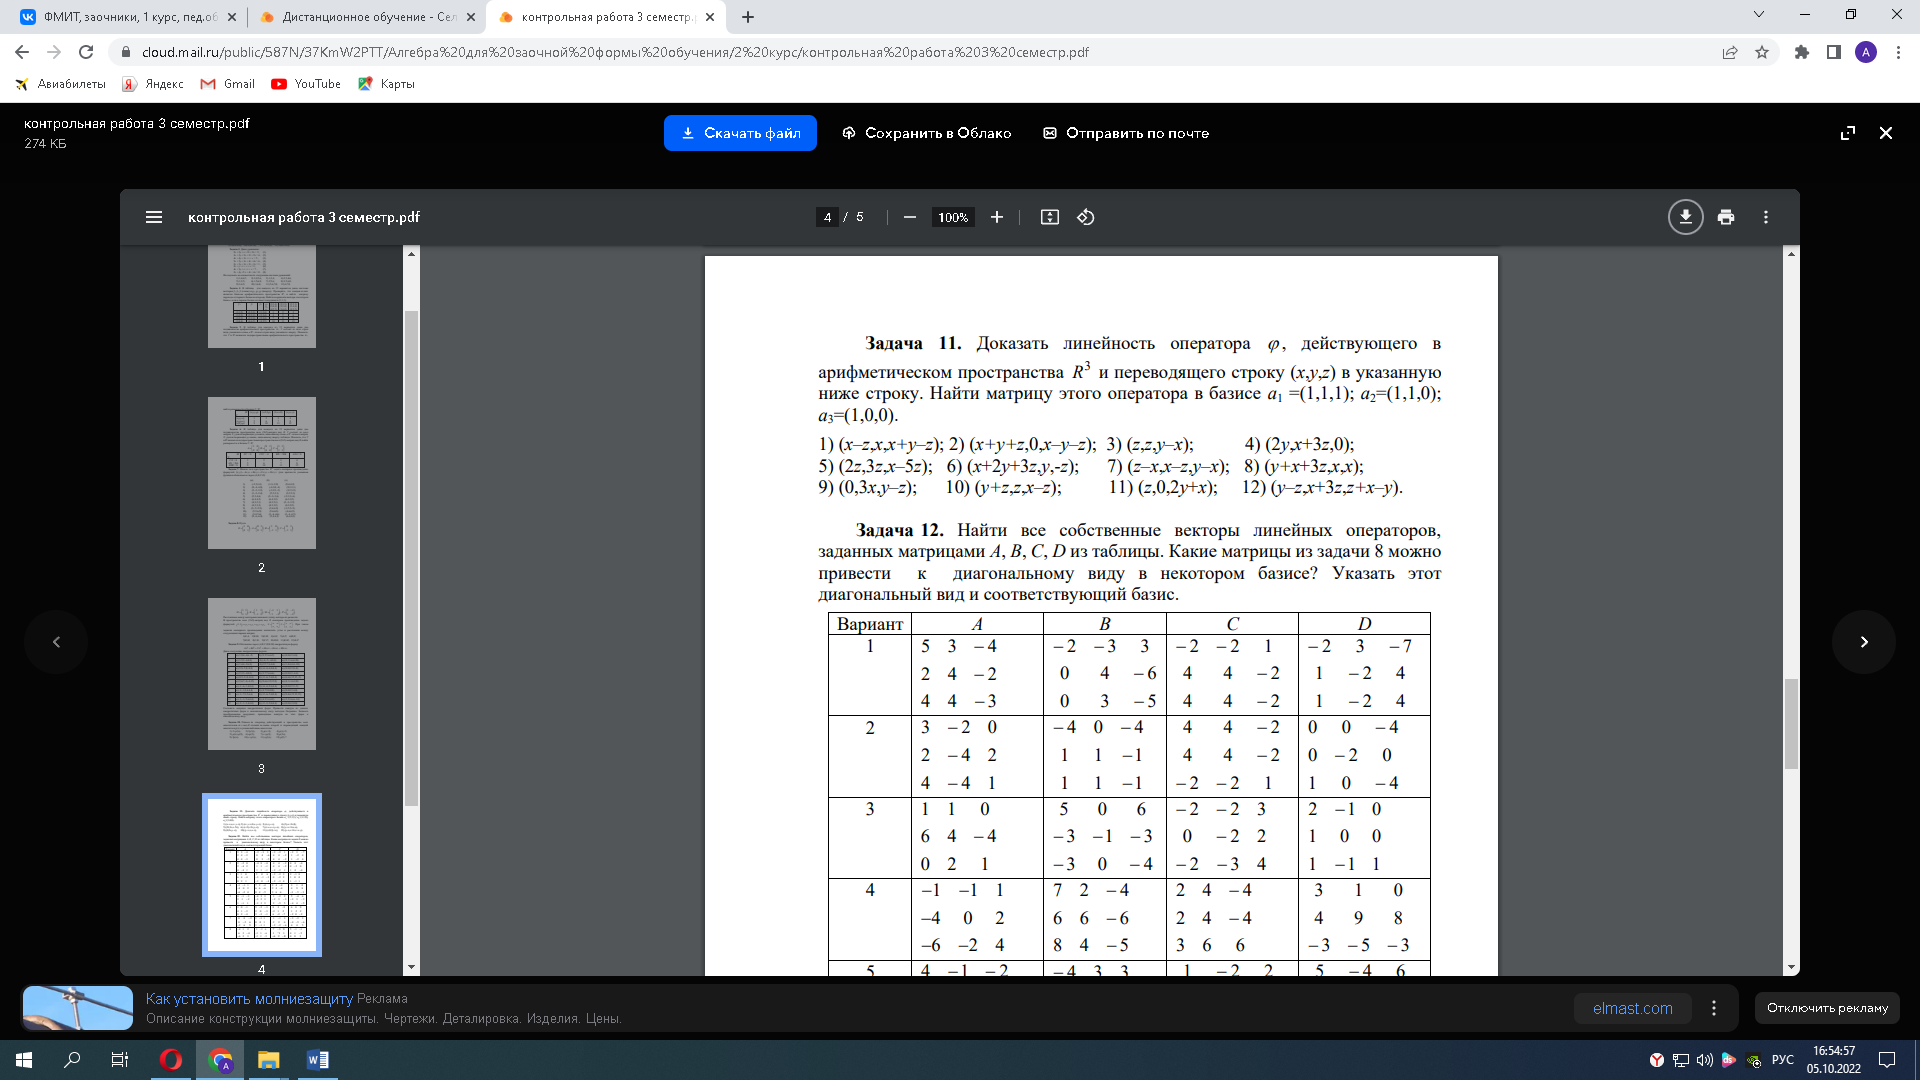 ФМИТ, заочники, 1 курс, пед.об
Дистанционное обучение - Сел
контрольная работа 3 семестр.
cloud.mail.ru/public/587N/37KmW2PTT/Алгебра%20для%20заочной%20формы%20обучения/2%20курс/контрольная%20работа%203%20семестр.pdf
A
Авиабилеты
Яндекс
Gmail
YouTube
Карты
контрольная работа 3 семестр.pdf
274 КБ
Скачать файл
Сохранить в Облако
Отправить по почте
контрольная работа 3 семестр.pdf
4 / 5
100%
1
2
3
4
Задача 11. Доказать линейность оператора φ, действующего в
арифметическом пространства R³ и переводящего строку (x,y,z) в указанную
ниже строку. Найти матрицу этого оператора в базисе a₁ =(1,1,1); a₂=(1,1,0);
a₃=(1,0,0).
1) (x–z,x,x+y–z); 2) (x+y+z,0,x–y–z); 3) (z,z,y–x); 4) (2y,x+3z,0);
5) (2z,3z,x–5z); 6) (x+2y+3z,y,-z); 7) (z–x,x–z,y–x); 8) (y+x+3z,x,x);
9) (0,3x,y–z); 10) (y+z,z,x–z); 11) (z,0,2y+x); 12) (y–z,x+3z,z+x–y).
Задача 12. Найти все собственные векторы линейных операторов,
заданных матрицами A, B, C, D из таблицы. Какие матрицы из задачи 8 можно
привести к диагональному виду в некотором базисе? Указать этот
диагональный вид и соответствующий базис.
Вариант A B C D
1 5 3 −4 −2 −3 3 −2 −2 1 −2 3 −7
2 4 −2 0 4 −6 4 4 −2 1 −2 4
4 4 −3 0 3 −5 4 4 −2 1 −2 4
2 3 −2 0 −4 0 −4 4 4 −2 0 0 −4
2 −4 2 1 1 −1 4 4 −2 0 −2 0
4 −4 1 1 1 −1 −2 −2 1 1 0 −4
3 1 1 0 5 0 6 −2 −2 3 2 −1 0
6 4 −4 −3 −1 −3 0 −2 2 1 0 0
0 2 1 −3 0 −4 −2 −3 4 1 −1 1
4 −1 −1 1 7 2 −4 2 4 −4 3 1 0
−4 0 2 6 6 −6 2 4 −4 4 9 8
−6 −2 4 8 4 −5 3 6 6 −3 −5 −3
5 4 −1 −2 −4 3 3 1 −2 2 5 −4 6
Как установить молниезащиту Реклама
Описание конструкции молниезащиты. Чертежи. Деталировка. Изделия. Цены.
elmast.com
Отключить рекламу
РУС
16:54:57
05.10.2022